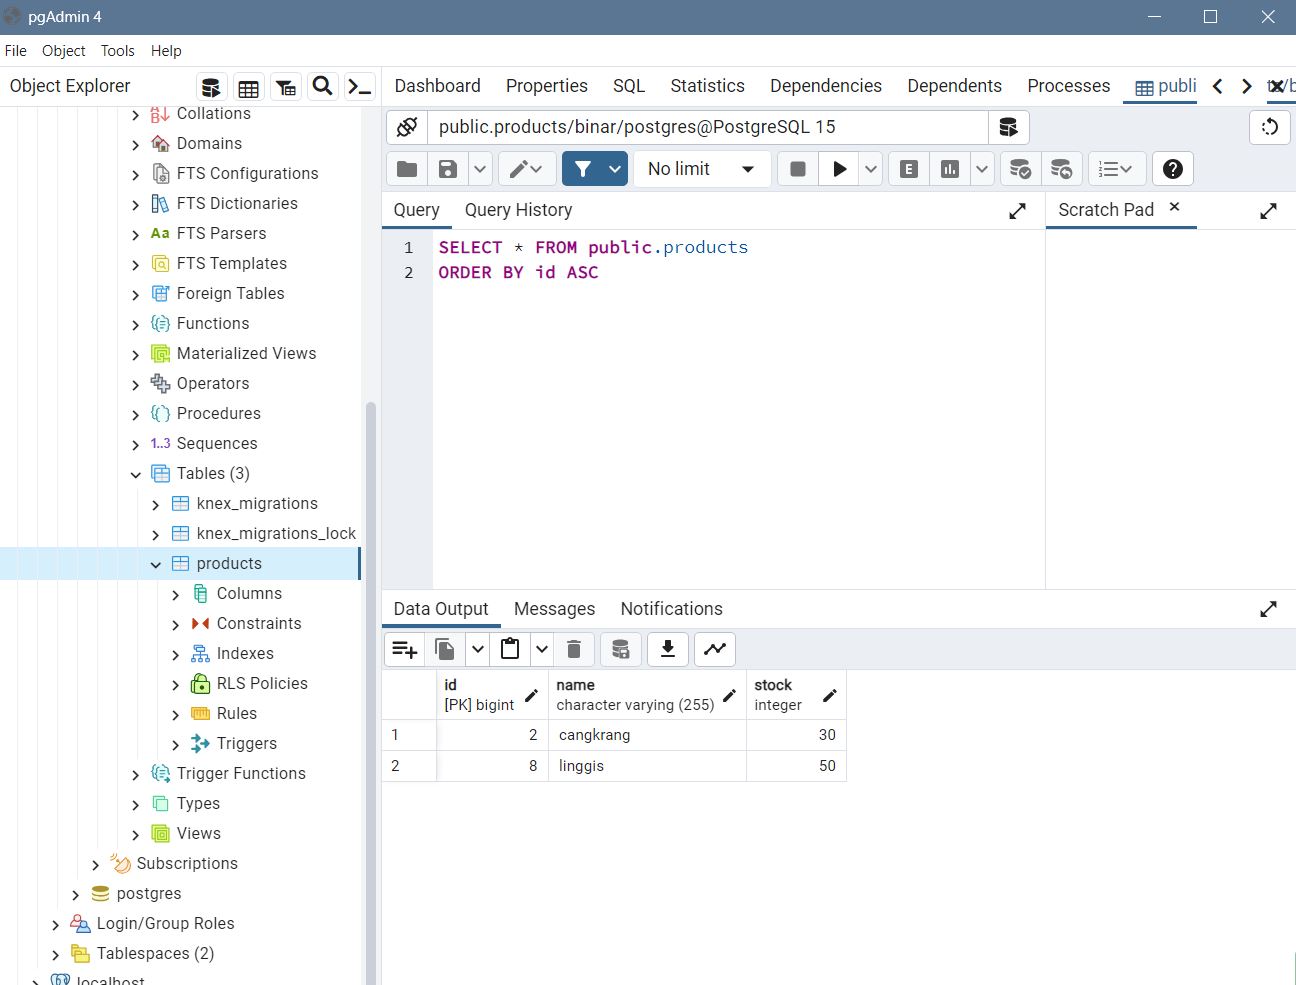 pgAdmin 4
File Object Tools Help
Object Explorer
Collations
Domains
FTS Configurations
FTS Dictionaries
Aa FTS Parsers
FTS Templates
Foreign Tables
Functions
Materialized Views
Operators
Procedures
1..3 Sequences
Tables (3)
knex_migrations
knex_migrations_lock
products
Columns
Constraints
Indexes
RLS Policies
Rules
Triggers
Trigger Functions
Types
Views
Subscriptions
postgres
Login/Group Roles
Tablespaces (2)
localhost
Dashboard Properties SQL Statistics Dependencies Dependents Processes publi
public.products/binar/postgres@PostgreSQL 15
No limit E
Query Query History Scratch Pad
1 SELECT * FROM public.products
2 ORDER BY id ASC
Data Output Messages Notifications
id name stock
[PK] bigint character varying (255) integer
1 2 cangkrang 30
2 8 linggis 50